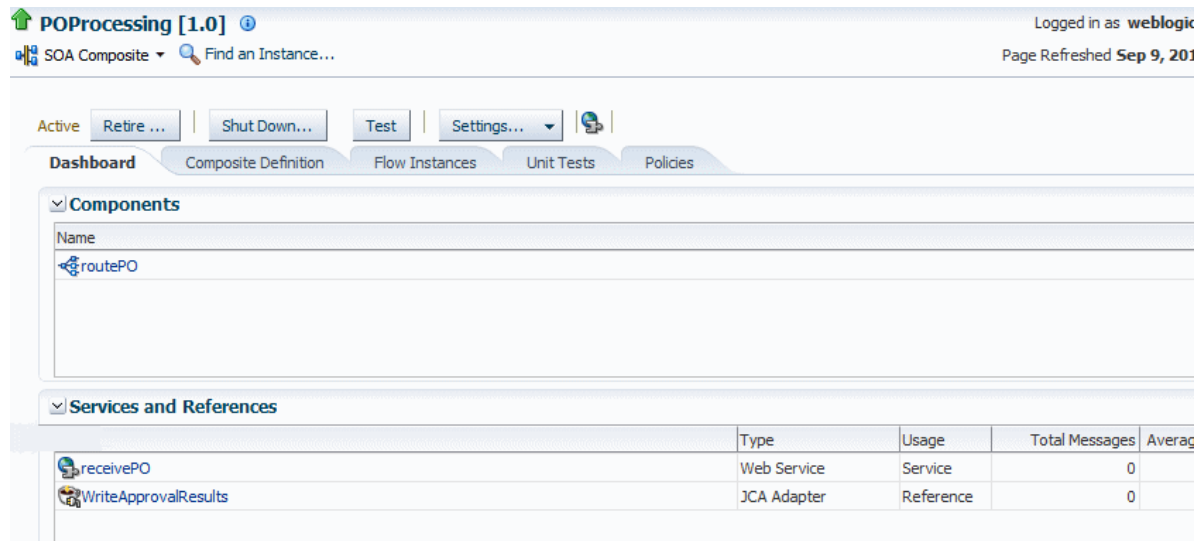 POProcessing [1.0] Logged in as weblogic
SOA Composite Find an Instance... Page Refreshed Sep 9, 201
Active Retire ... Shut Down... Test Settings...
Dashboard Composite Definition Flow Instances Unit Tests Policies
Components
Name
routePO
Services and References
Type Usage Total Messages Averag
receivePO Web Service Service 0
WriteApprovalResults JCA Adapter Reference 0